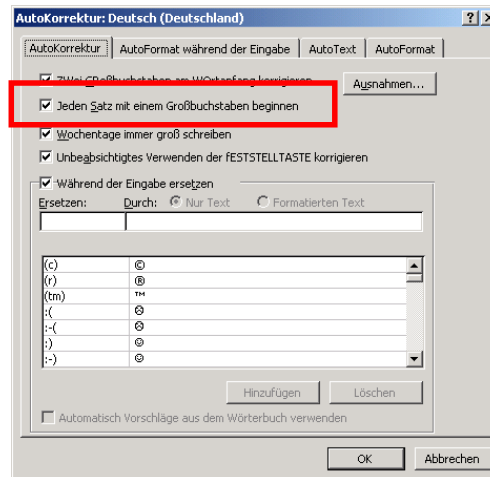 AutoKorrektur: Deutsch (Deutschland)
AutoKorrektur AutoFormat während der Eingabe AutoText AutoFormat
ZWei GRoßbuchstaben am WOrtanfang korrigieren
Ausnahmen...
Jeden Satz mit einem Großbuchstaben beginnen
Wochentage immer groß schreiben
Unbeabsichtigtes Verwenden der fESTSTELLTASTE korrigieren
Während der Eingabe ersetzen
Ersetzen: Durch: Nur Text Formatierten Text
(c) ©
(r) ®
(tm) ™
:( ☹
:-( ☹
:) ☺
:-) ☺
Hinzufügen Löschen
Automatisch Vorschläge aus dem Wörterbuch verwenden
OK Abbrechen